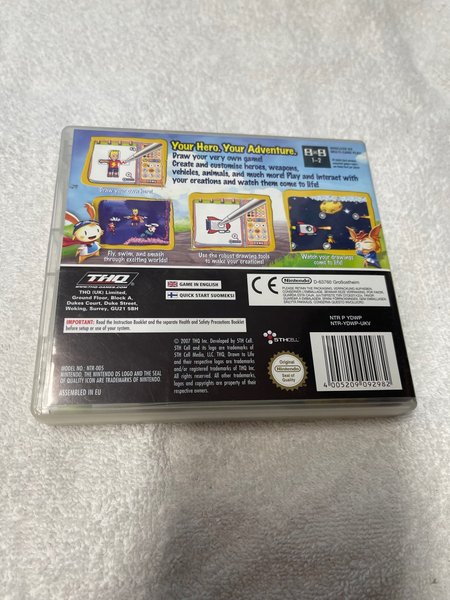 Your Hero. Your Adventure.
Draw your very own game!
Create and customise heroes, weapons,
vehicles, animals, and much more! Play and interact with
your creations and watch them come to life!
1-2
Draw your own hero!
Fly, swim, and smash
through exciting worlds!
Use the robust drawing tools
to make your creations!
Watch your drawings
come to life!
THQ
WWW.THQ-GAMES.COM
THQ (UK) Limited,
Ground Floor, Block A,
Dukes Court, Duke Street,
Woking, Surrey, GU21 5BH
GAME IN ENGLISH
QUICK START SUOMEKSI
CE
Nintendo
D-63760 Großostheim
IMPORTANT: Read the Instruction Booklet and the separate Health and Safety Precautions Booklet
before setup or use of your system.
NTR P YDWP
NTR-YDWP-UKV
MODEL NO.: NTR-005
NINTENDO, THE NINTENDO DS LOGO AND THE SEAL
OF QUALITY ICON ARE TRADEMARKS OF NINTENDO.
ASSEMBLED IN EU
© 2007 THQ Inc. Developed by 5TH Cell.
5TH Cell and its logo are trademarks of
5TH Cell Media, LLC. THQ, Drawn to Life
and their respective logos are trademarks
and/or registered trademarks of THQ Inc.
All rights reserved. All other trademarks,
logos and copyrights are property of
their respective owners.
5TH CELL
Original
Nintendo
Seal of
Quality
4 005209 092982